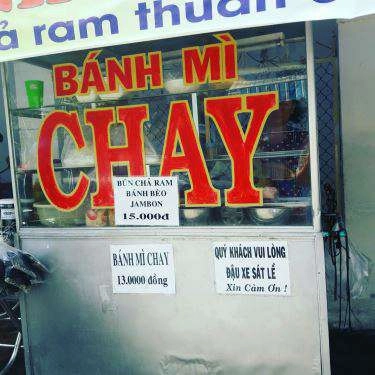 ả ram thuần
BÁNH MÌ
CHAY
BÚN CHẢ RAM
BÁNH BÈO
JAMBON
15.000đ
BÁNH MÌ CHAY
13.0000 đồng
QUÝ KHÁCH VUI LÒNG
ĐẬU XE SÁT LỀ
Xin Cảm Ơn !